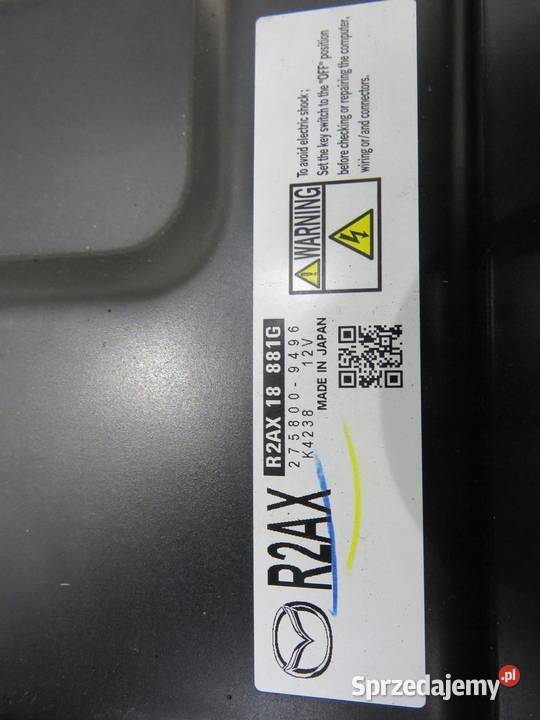 R2AX
R2AX 18 881G
275800-9496
K4238 12V
MADE IN JAPAN
WARNING
To avoid electric shock;
Set the key switch to the "OFF" position
before checking or repairing the computer,
wiring or/and connectors.
Sprzedajemy.pl